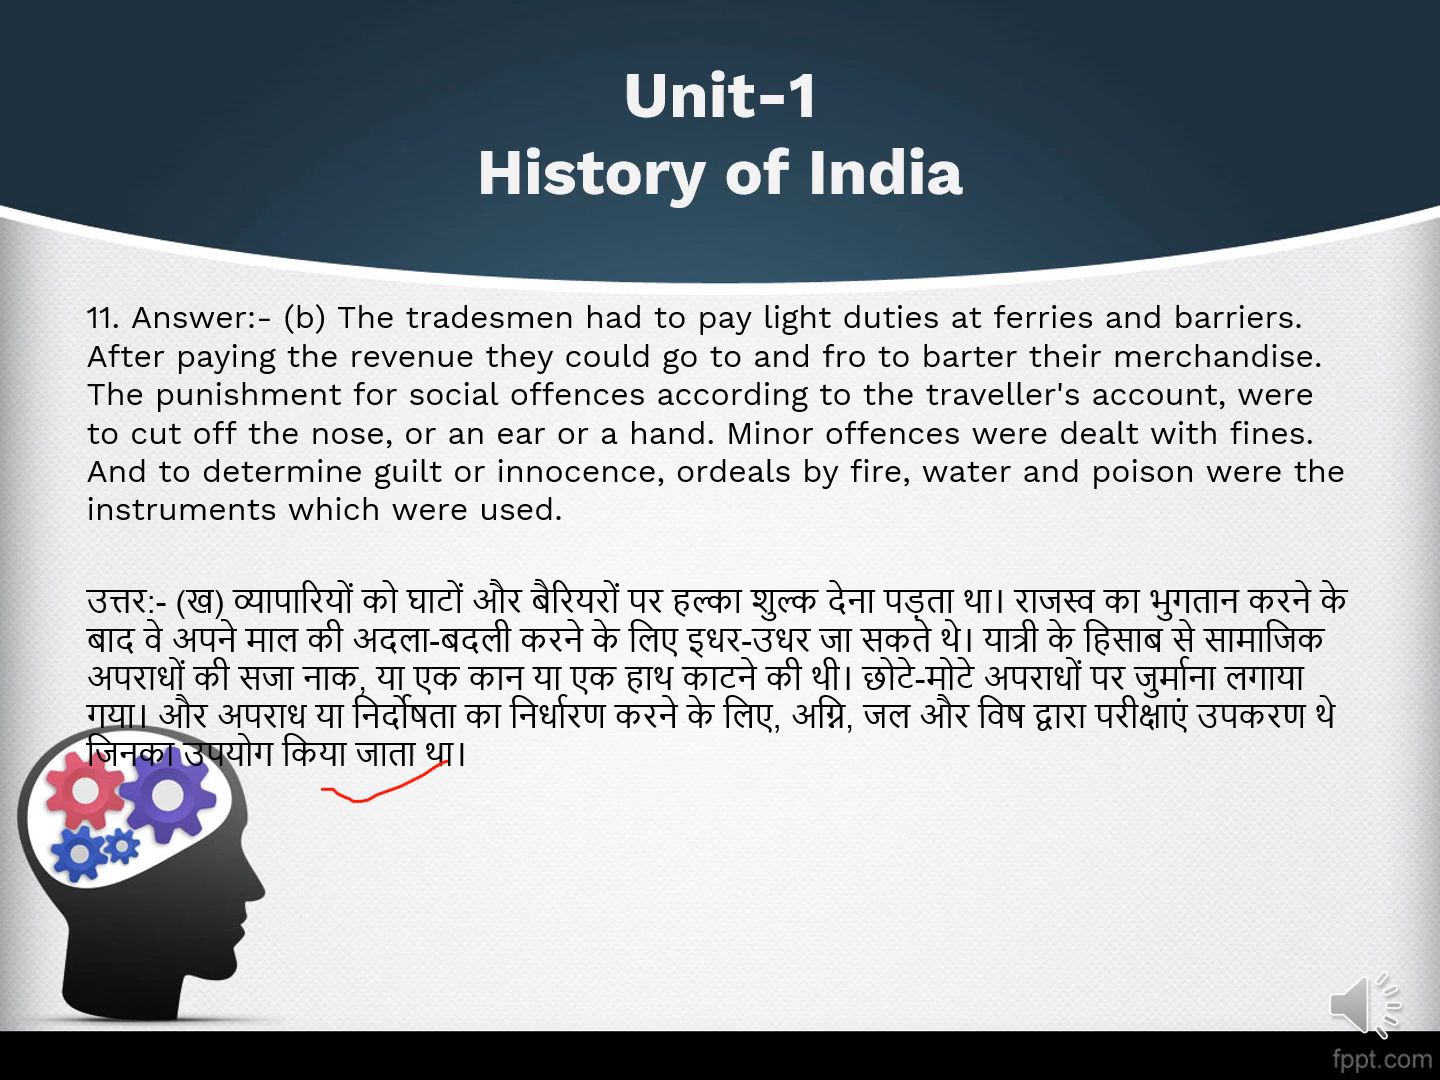 Unit-1
History of India
11. Answer:- (b) The tradesmen had to pay light duties at ferries and barriers.
After paying the revenue they could go to and fro to barter their merchandise.
The punishment for social offences according to the traveller's account, were
to cut off the nose, or an ear or a hand. Minor offences were dealt with fines.
And to determine guilt or innocence, ordeals by fire, water and poison were the
instruments which were used.
उत्तर:- (ख) व्यापारियों को घाटों और बैरियरों पर हल्का शुल्क देना पड़ता था। राजस्व का भुगतान करने के
बाद वे अपने माल की अदला-बदली करने के लिए इधर-उधर जा सकते थे। यात्री के हिसाब से सामाजिक
अपराधों की सजा नाक, या एक कान या एक हाथ काटने की थी। छोटे-मोटे अपराधों पर जुर्माना लगाया
गया। और अपराध या निर्दोषता का निर्धारण करने के लिए, अग्नि, जल और विष द्वारा परीक्षाएं उपकरण थे
जिनका उपयोग किया जाता था।
fppt.com